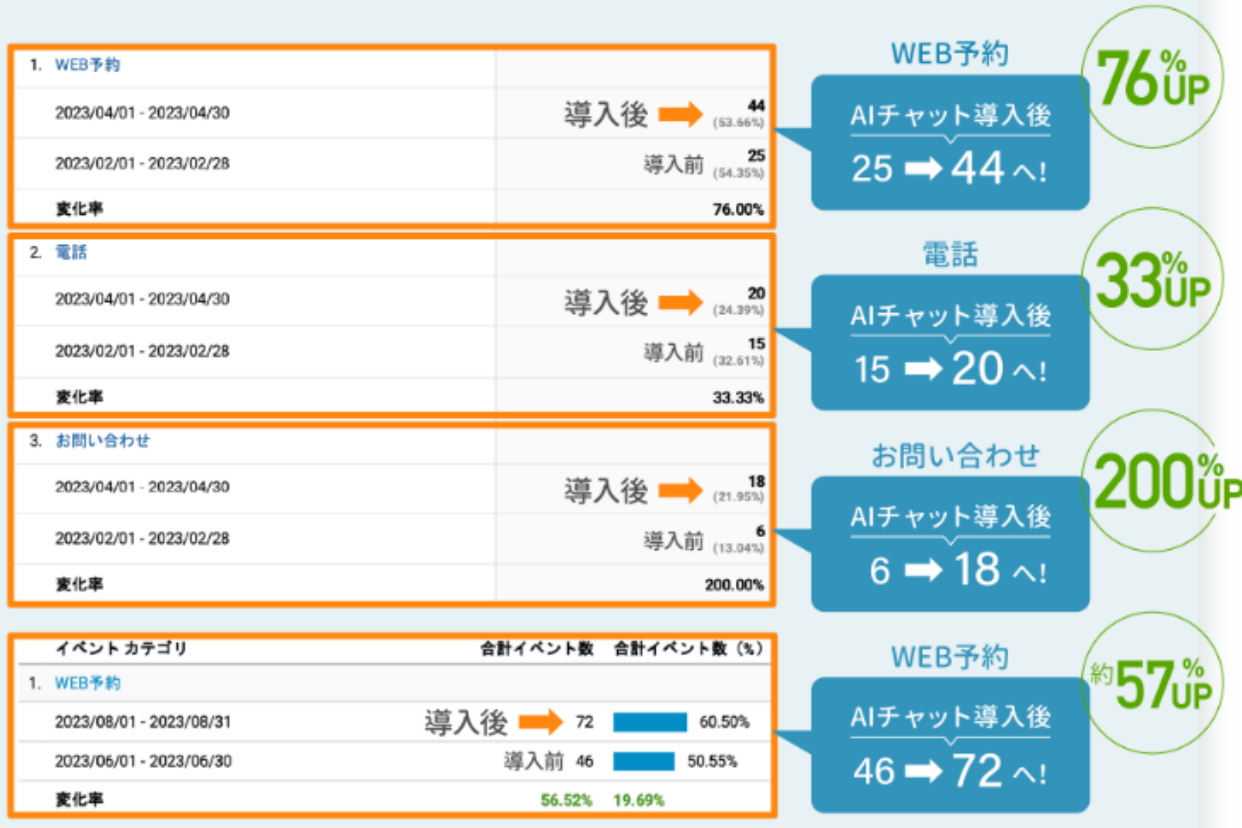 1. WEB予約
2023/04/01 - 2023/04/30 導入後 44 (53.66%)
2023/02/01 - 2023/02/28 導入前 25 (54.35%)
変化率 76.00%
WEB予約
76%UP
AIチャット導入後
25 ➡ 44 へ!
2. 電話
2023/04/01 - 2023/04/30 導入後 20 (24.39%)
2023/02/01 - 2023/02/28 導入前 15 (32.61%)
変化率 33.33%
電話
33%UP
AIチャット導入後
15 ➡ 20 へ!
3. お問い合わせ
2023/04/01 - 2023/04/30 導入後 18 (21.95%)
2023/02/01 - 2023/02/28 導入前 6 (13.04%)
変化率 200.00%
お問い合わせ
200%UP
AIチャット導入後
6 ➡ 18 へ!
イベント カテゴリ 合計イベント数 合計イベント数（%）
1. WEB予約
2023/08/01 - 2023/08/31 導入後 72 60.50%
2023/06/01 - 2023/06/30 導入前 46 50.55%
変化率 56.52% 19.69%
WEB予約
約57%UP
AIチャット導入後
46 ➡ 72 へ!